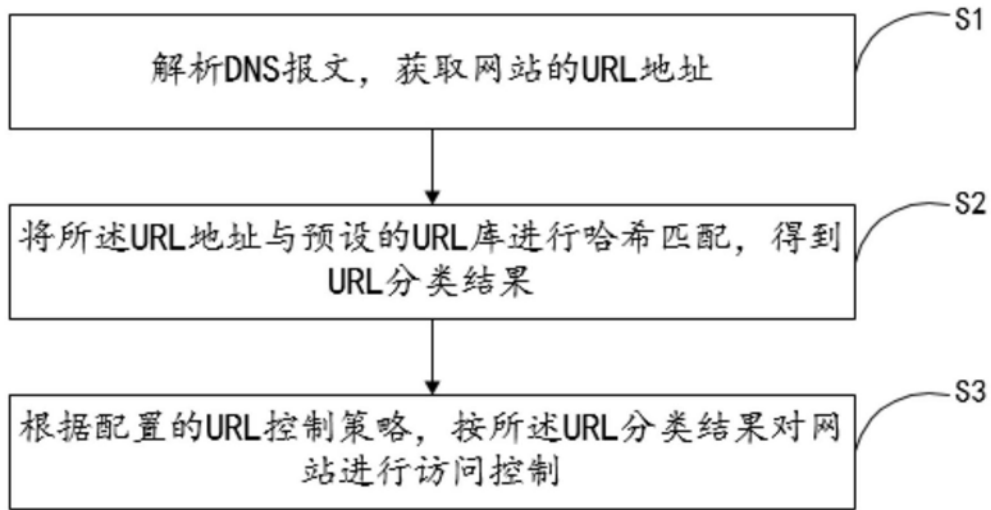 S1
解析DNS报文，获取网站的URL地址
S2
将所述URL地址与预设的URL库进行哈希匹配，得到
URL分类结果
S3
根据配置的URL控制策略，按所述URL分类结果对网
站进行访问控制